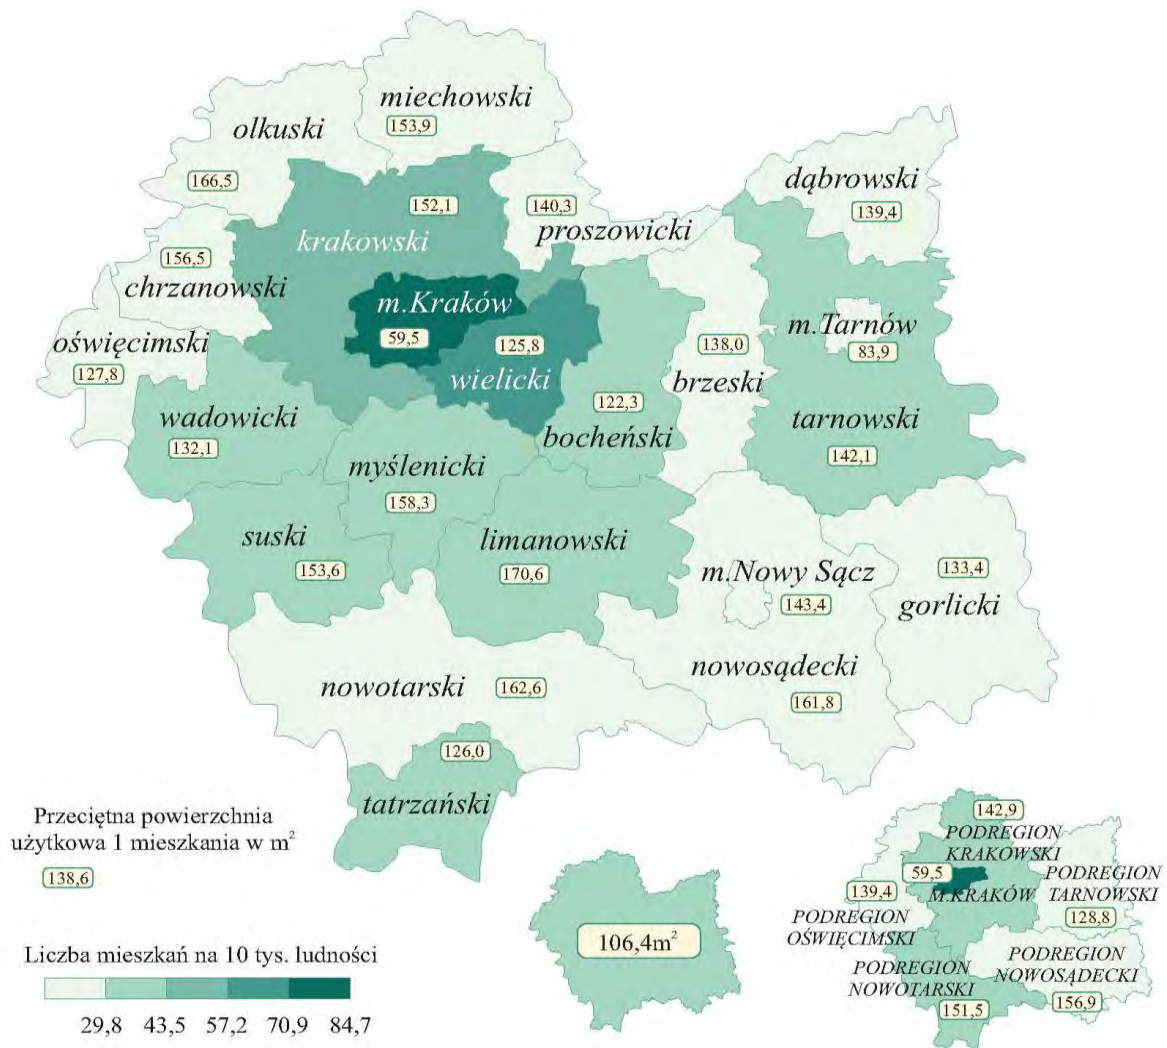 miechowski
153,9
olkuski
166,5
dąbrowski
139,4
152,1
krakowski
140,3
proszowicki
156,5
chrzanowski
m.Kraków
59,5
m.Tarnów
83,9
oświęcimski
127,8
125,8
wielicki
138,0
brzeski
122,3
bocheński
wadowicki
132,1
tarnowski
142,1
myślenicki
158,3
suski
153,6
limanowski
170,6
m.Nowy Sącz
143,4
133,4
gorlicki
nowotarski
162,6
nowosądecki
161,8
126,0
tatrzański
Przeciętna powierzchnia
użytkowa 1 mieszkania w m²
138,6
Liczba mieszkań na 10 tys. ludności
29,8 43,5 57,2 70,9 84,7
106,4m²
142,9
PODREGION
KRAKOWSKI
59,5
M.KRAKÓW
PODREGION
TARNOWSKI
128,8
139,4
PODREGION
OŚWIĘCIMSKI
PODREGION
NOWOTARSKI
151,5
PODREGION
NOWOSĄDECKI
156,9